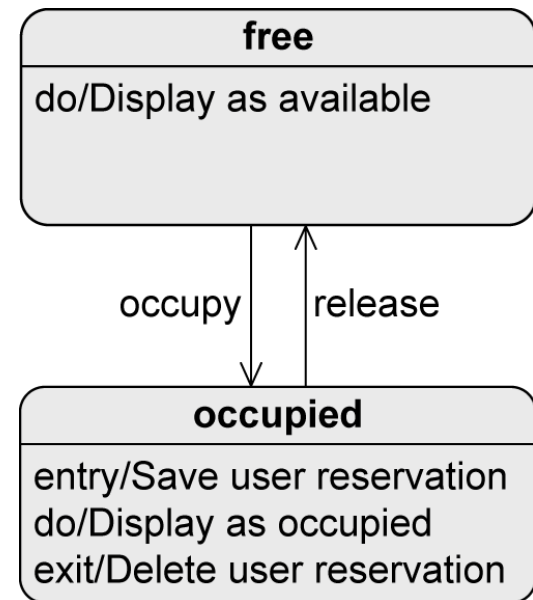 free
do/Display as available
occupy
release
occupied
entry/Save user reservation
do/Display as occupied
exit/Delete user reservation